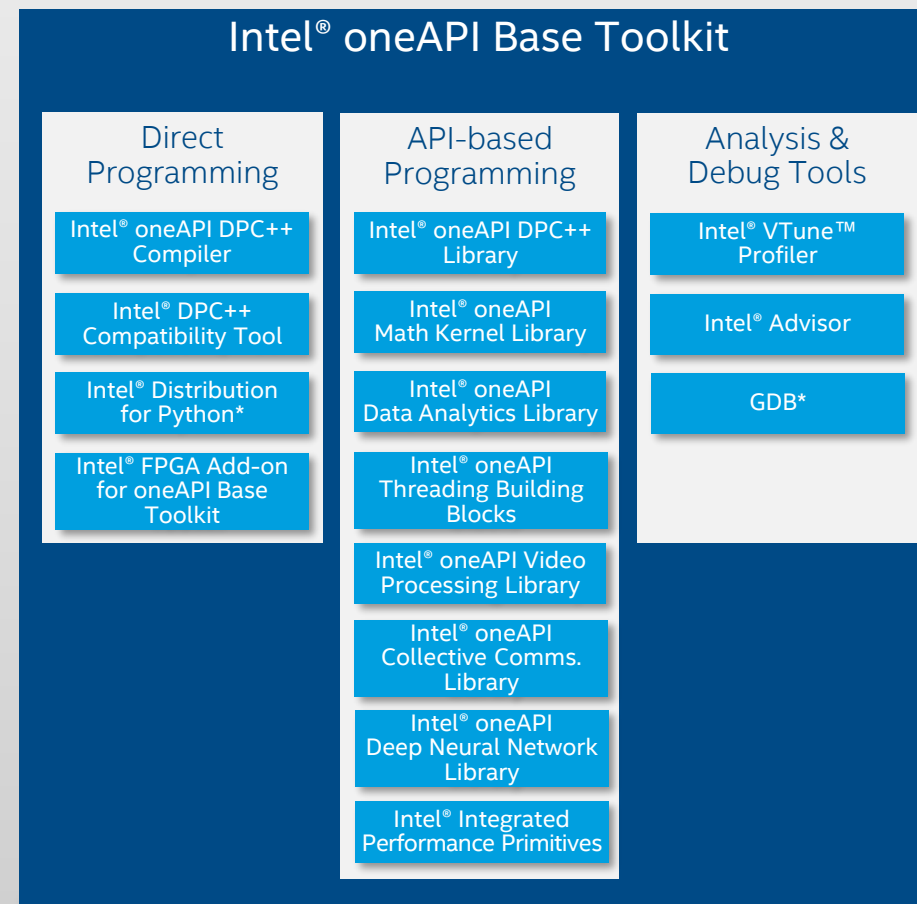 Intel® oneAPI Base Toolkit
Direct
Programming
Intel® oneAPI DPC++
Compiler
Intel® DPC++
Compatibility Tool
Intel® Distribution
for Python*
Intel® FPGA Add-on
for oneAPI Base
Toolkit
API-based
Programming
Intel® oneAPI DPC++
Library
Intel® oneAPI
Math Kernel Library
Intel® oneAPI
Data Analytics Library
Intel® oneAPI
Threading Building
Blocks
Intel® oneAPI Video
Processing Library
Intel® oneAPI
Collective Comms.
Library
Intel® oneAPI
Deep Neural Network
Library
Intel® Integrated
Performance Primitives
Analysis &
Debug Tools
Intel® VTune™
Profiler
Intel® Advisor
GDB*